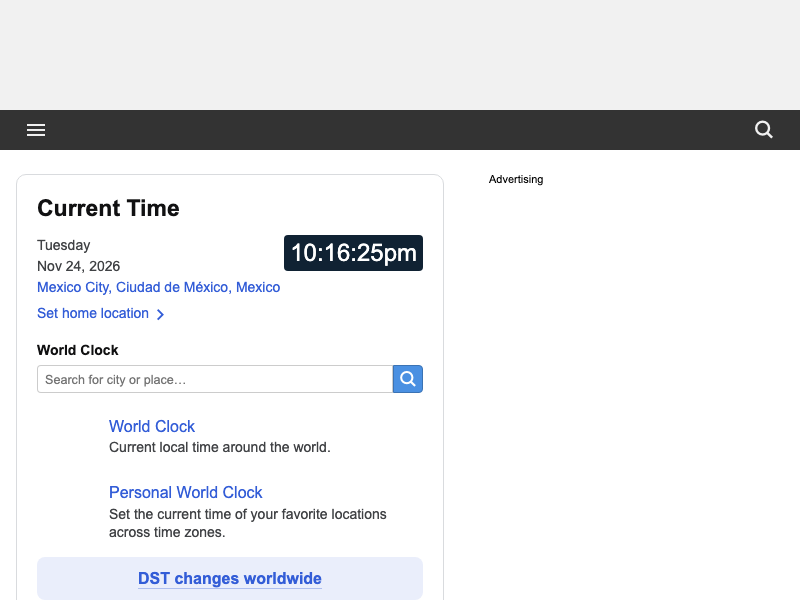 Advertising
Current Time
Tuesday
10:16:25pm
Nov 24, 2026
Mexico City, Ciudad de México, Mexico
Set home location
World Clock
Search for city or place…
World Clock
Current local time around the world.
Personal World Clock
Set the current time of your favorite locations
across time zones.
DST changes worldwide